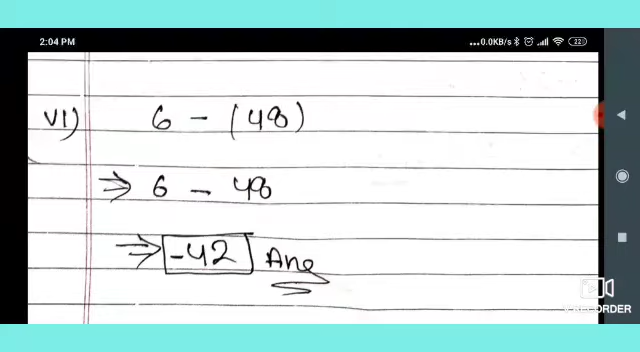 2:04 PM ...0.0KB/s 22
VI) 6 - (48)
⇒ 6 - 48
⇒ -42 Ans
V RECORDER